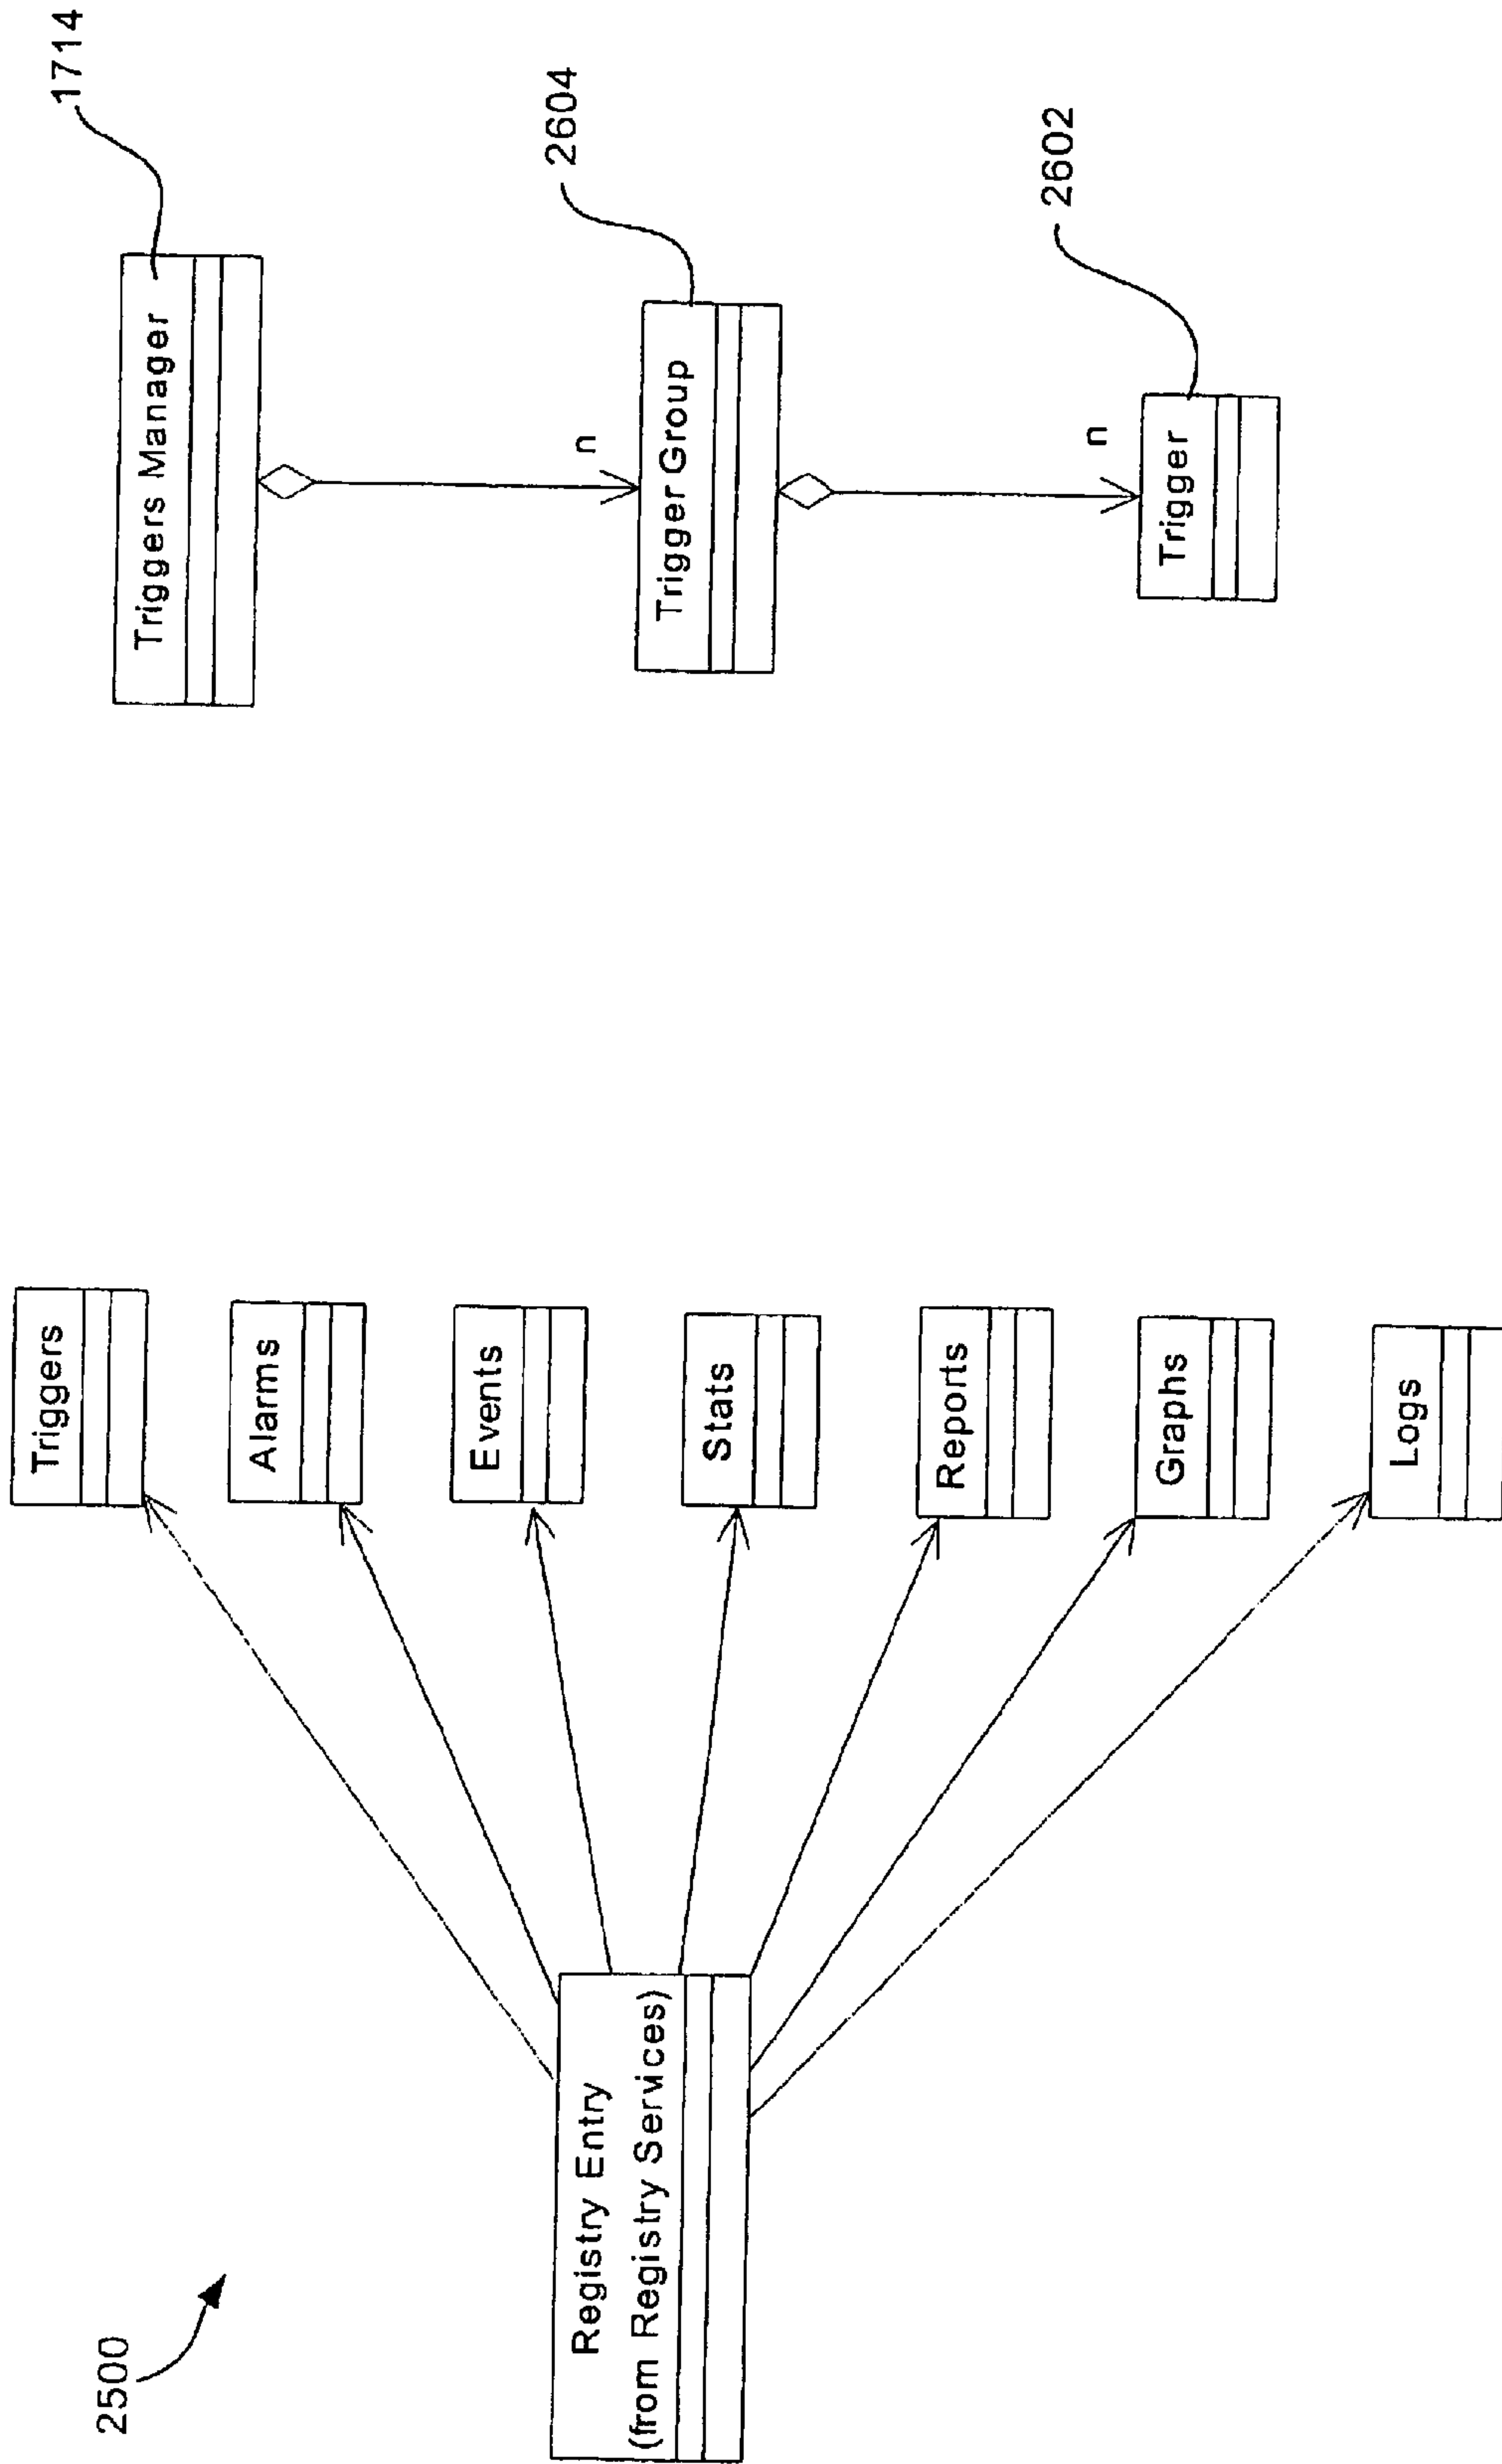 2500
Registry Entry
(from Registry Services)
Triggers
Alarms
Events
Stats
Reports
Graphs
Logs
Triggers Manager
1714
n
Trigger Group
2604
n
Trigger
2602